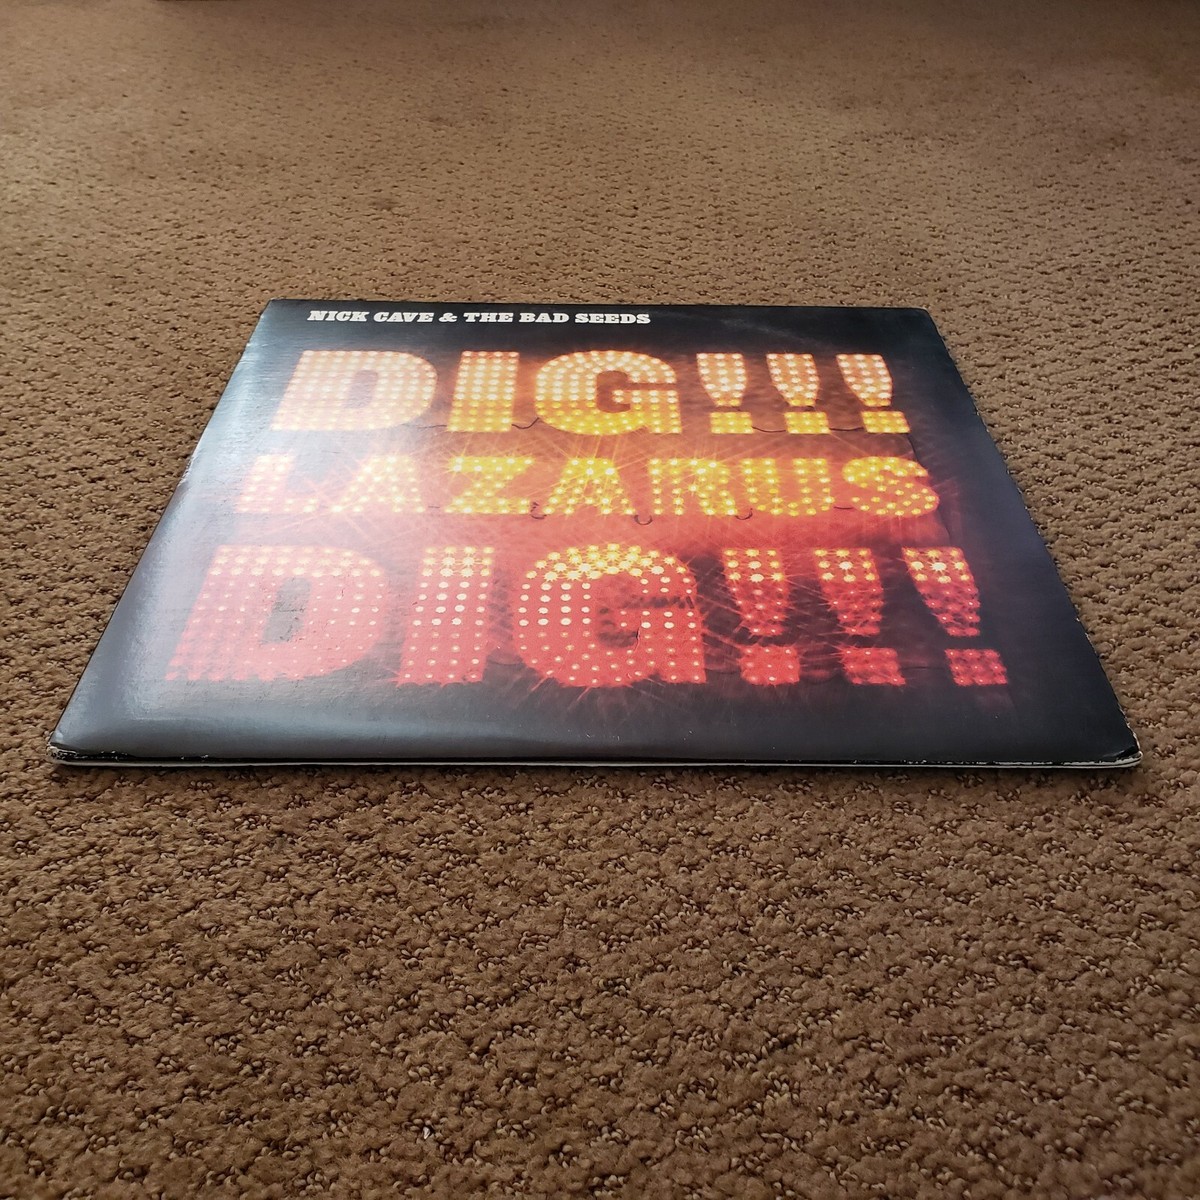 NICK CAVE & THE BAD SEEDS
DIG!!!
LAZARUS
DIG!!!